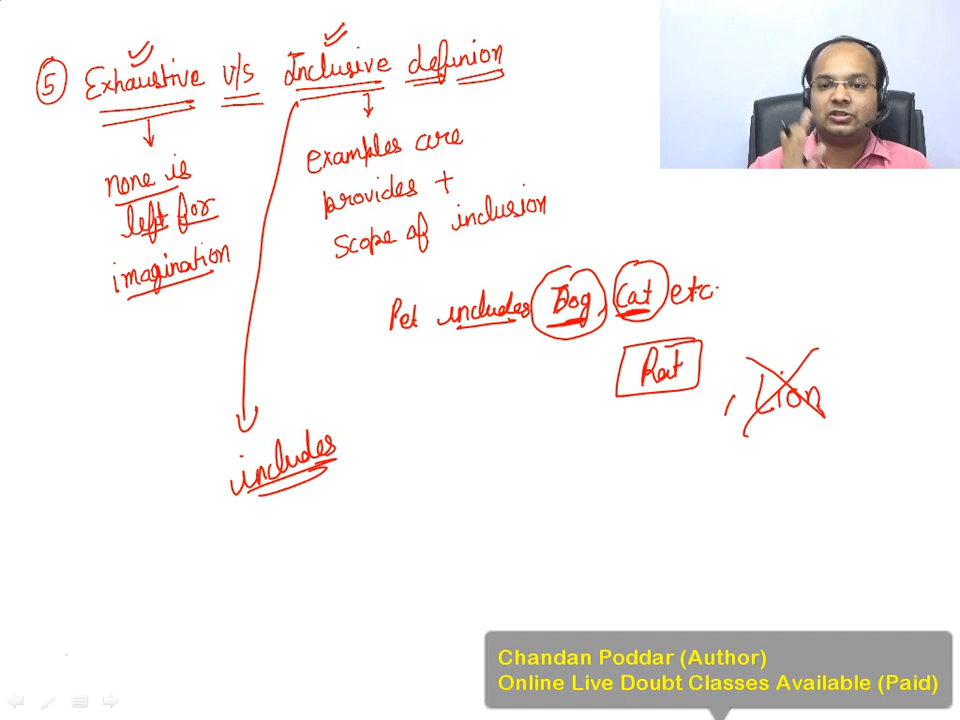 5 Exhaustive v/s Inclusive definion
none is
left for
imagination
examples are
provides +
scope of inclusion
Pet includes Dog, Cat etc.
Rat
, Lion
includes
Chandan Poddar (Author)
Online Live Doubt Classes Available (Paid)